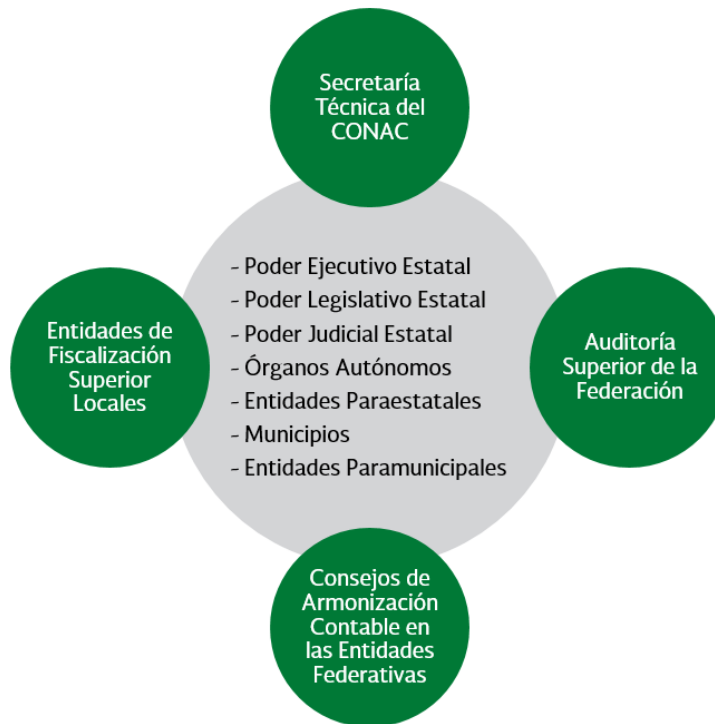 Secretaría
Técnica del
CONAC
- Poder Ejecutivo Estatal
- Poder Legislativo Estatal
- Poder Judicial Estatal
- Órganos Autónomos
- Entidades Paraestatales
- Municipios
- Entidades Paramunicipales
Entidades de
Fiscalización
Superior
Locales
Auditoría
Superior de la
Federación
Consejos de
Armonización
Contable en
las Entidades
Federativas